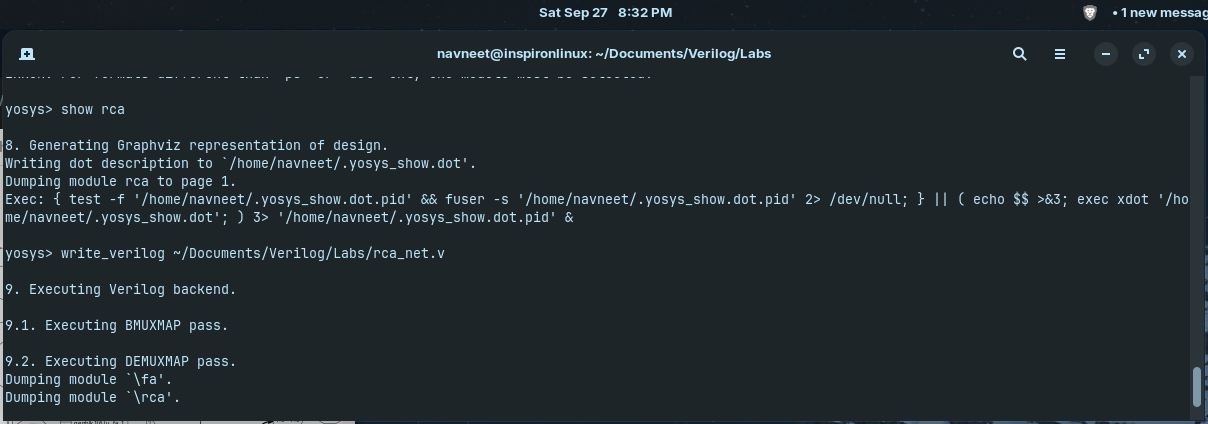 Sat Sep 27 8:32 PM
• 1 new messag
navneet@inspironlinux: ~/Documents/Verilog/Labs
yosys> show rca
8. Generating Graphviz representation of design.
Writing dot description to `/home/navneet/.yosys_show.dot'.
Dumping module rca to page 1.
Exec: { test -f '/home/navneet/.yosys_show.dot.pid' && fuser -s '/home/navneet/.yosys_show.dot.pid' 2> /dev/null; } || ( echo $$ >&3; exec xdot '/ho
me/navneet/.yosys_show.dot'; ) 3> '/home/navneet/.yosys_show.dot.pid' &
yosys> write_verilog ~/Documents/Verilog/Labs/rca_net.v
9. Executing Verilog backend.
9.1. Executing BMUXMAP pass.
9.2. Executing DEMUXMAP pass.
Dumping module `\fa'.
Dumping module `\rca'.